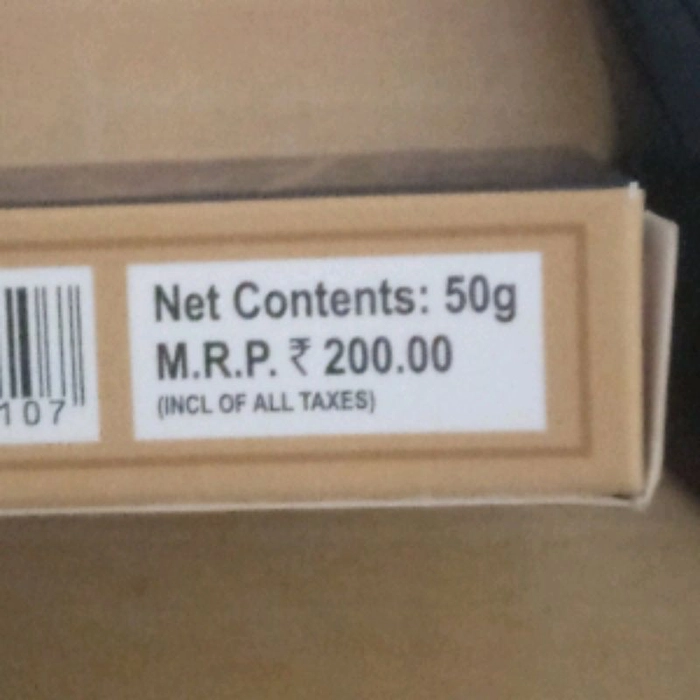 Net Contents: 50g
M.R.P. ₹ 200.00
(INCL OF ALL TAXES)
107